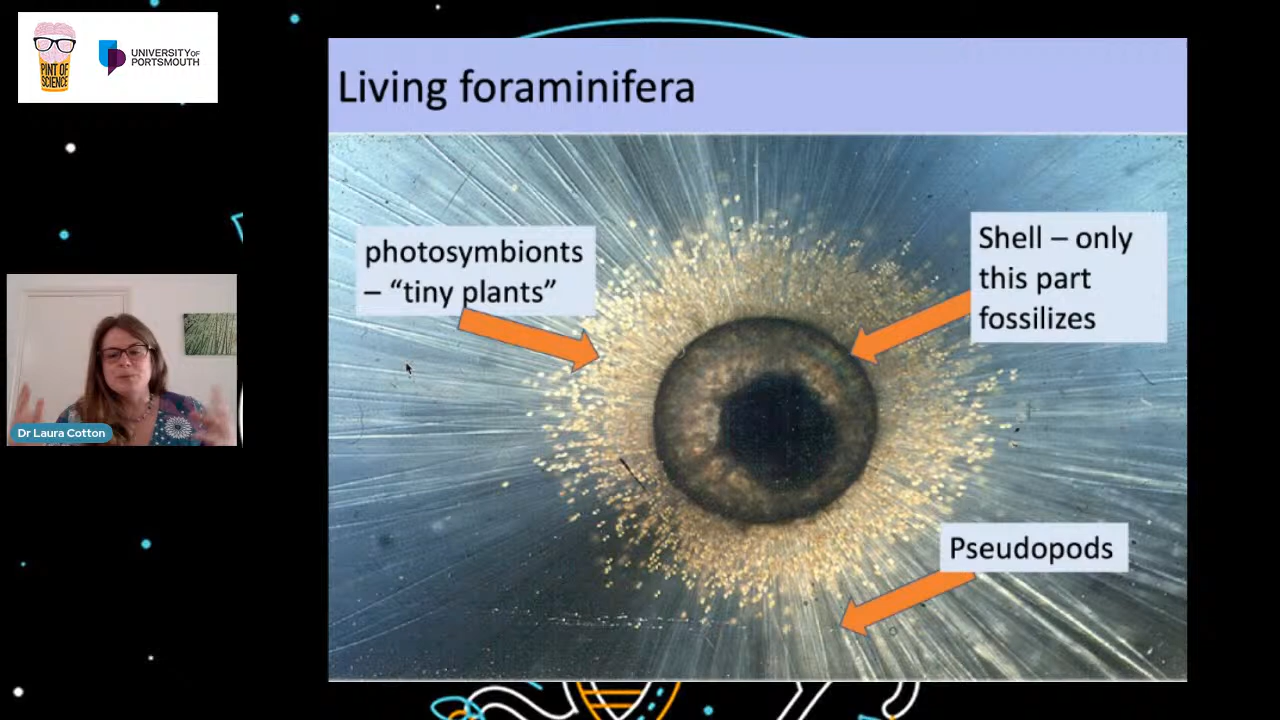 PINT OF
SCIENCE
UNIVERSITY OF
PORTSMOUTH
Living foraminifera
photosymbionts
– “tiny plants”
Shell – only
this part
fossilizes
Pseudopods
Dr Laura Cotton